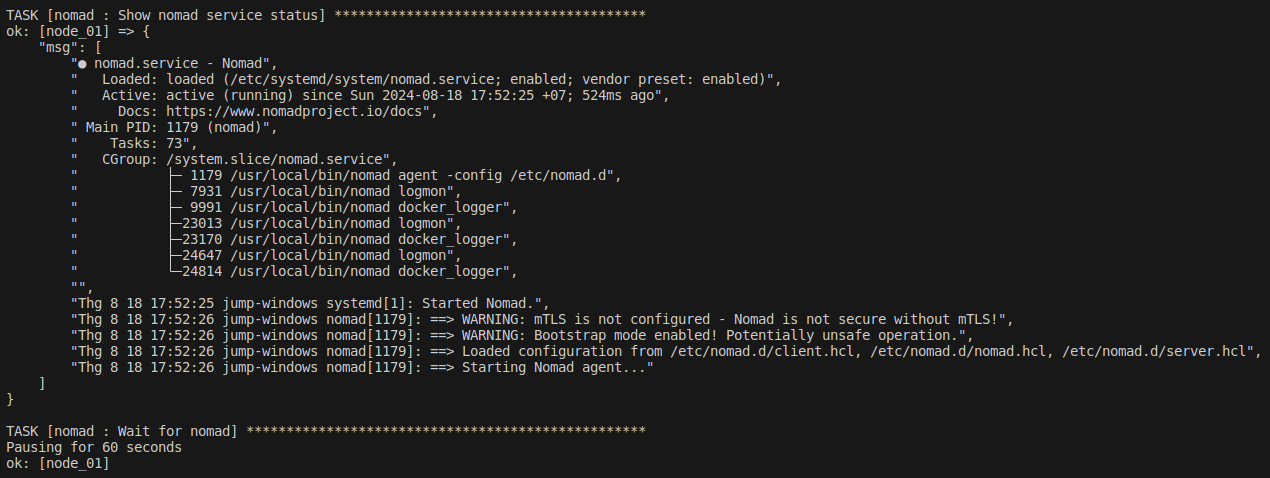 TASK [nomad : Show nomad service status] ***************************************
ok: [node_01] => {
    "msg": [
        "● nomad.service - Nomad",
        "   Loaded: loaded (/etc/systemd/system/nomad.service; enabled; vendor preset: enabled)",
        "   Active: active (running) since Sun 2024-08-18 17:52:25 +07; 524ms ago",
        "     Docs: https://www.nomadproject.io/docs",
        " Main PID: 1179 (nomad)",
        "    Tasks: 73",
        "   CGroup: /system.slice/nomad.service",
        "           ├─ 1179 /usr/local/bin/nomad agent -config /etc/nomad.d",
        "           ├─ 7931 /usr/local/bin/nomad logmon",
        "           ├─ 9991 /usr/local/bin/nomad docker_logger",
        "           ├─23013 /usr/local/bin/nomad logmon",
        "           ├─23170 /usr/local/bin/nomad docker_logger",
        "           ├─24647 /usr/local/bin/nomad logmon",
        "           └─24814 /usr/local/bin/nomad docker_logger",
        "",
        "Thg 8 18 17:52:25 jump-windows systemd[1]: Started Nomad.",
        "Thg 8 18 17:52:26 jump-windows nomad[1179]: ==> WARNING: mTLS is not configured - Nomad is not secure without mTLS!",
        "Thg 8 18 17:52:26 jump-windows nomad[1179]: ==> WARNING: Bootstrap mode enabled! Potentially unsafe operation.",
        "Thg 8 18 17:52:26 jump-windows nomad[1179]: ==> Loaded configuration from /etc/nomad.d/client.hcl, /etc/nomad.d/nomad.hcl, /etc/nomad.d/server.hcl",
        "Thg 8 18 17:52:26 jump-windows nomad[1179]: ==> Starting Nomad agent..."
    ]
}
TASK [nomad : Wait for nomad] **************************************************
Pausing for 60 seconds
ok: [node_01]